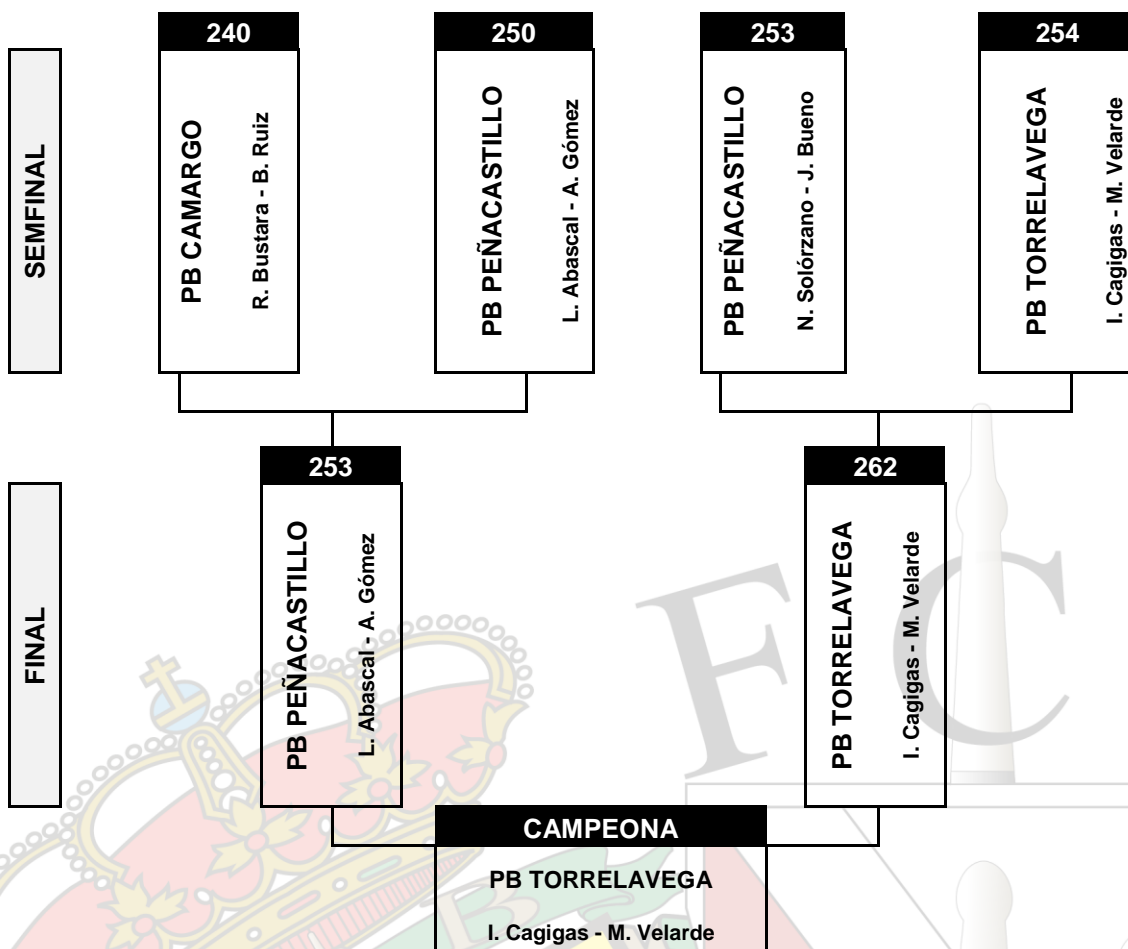 SEMFINAL
240
PB CAMARGO
R. Bustara - B. Ruiz
250
PB PEÑACASTILLO
L. Abascal - A. Gómez
253
PB PEÑACASTILLO
N. Solórzano - J. Bueno
254
PB TORRELAVEGA
I. Cagigas - M. Velarde
FINAL
253
PB PEÑACASTILLO
L. Abascal - A. Gómez
262
PB TORRELAVEGA
I. Cagigas - M. Velarde
F C
B
CAMPEONA
PB TORRELAVEGA
I. Cagigas - M. Velarde